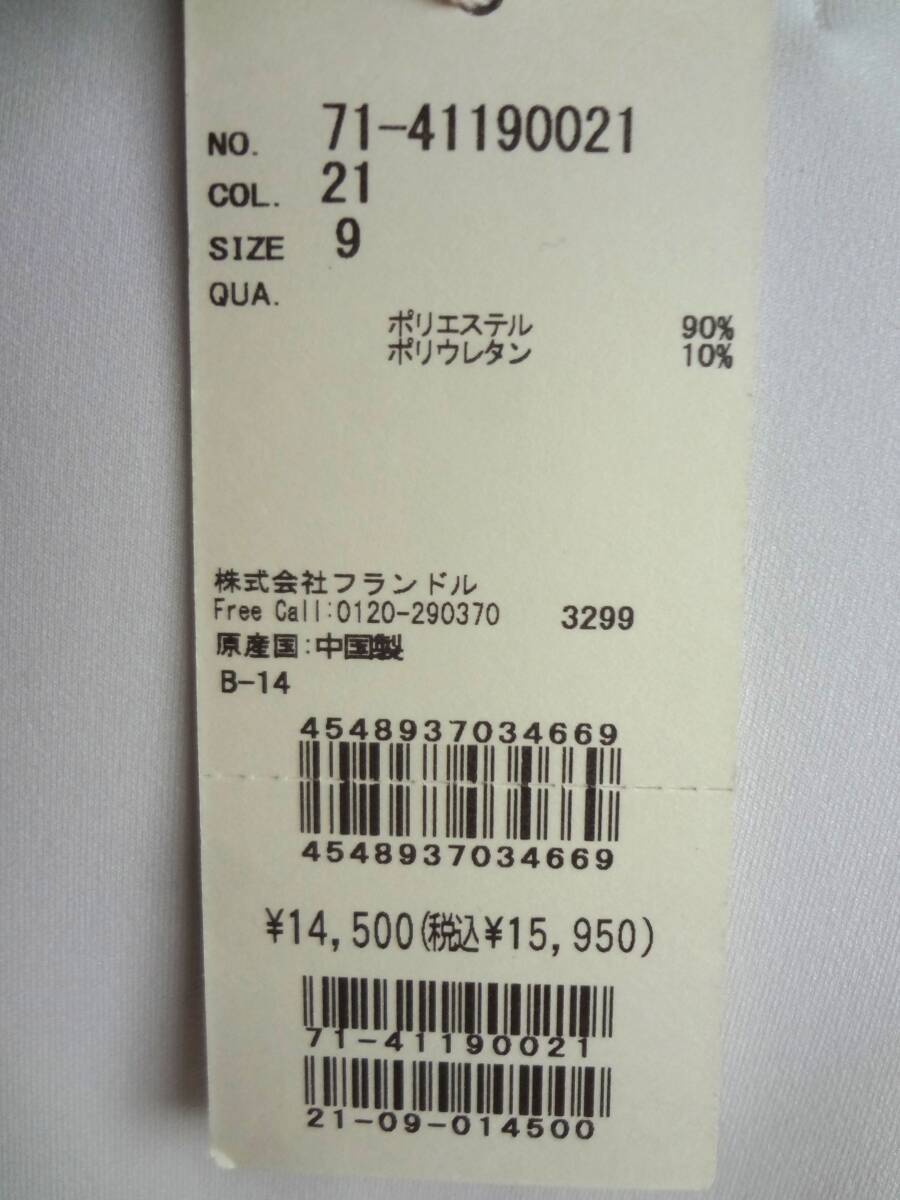 NO. 71-41190021
COL. 21
SIZE 9
QUA.
ポリエステル 90%
ポリウレタン 10%
株式会社フランドル
Free Call:0120-290370 3299
原産国:中国製
B-14
4548937034669
4548937034669
¥14,500(税込¥15,950)
71-41190021
21-09-014500